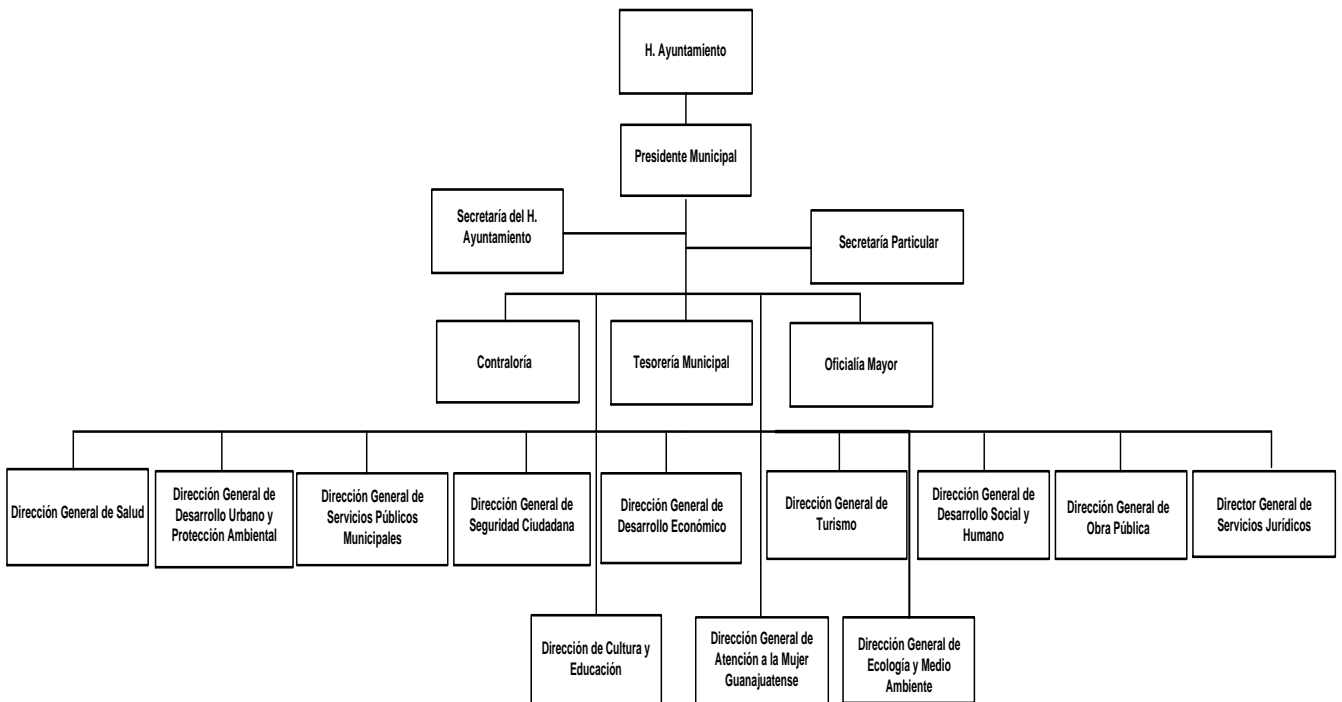 H. Ayuntamiento
Presidente Municipal
Secretaría del H.
Ayuntamiento
Secretaría Particular
Contraloría
Tesorería Municipal
Oficialía Mayor
Dirección General de Salud
Dirección General de
Desarrollo Urbano y
Protección Ambiental
Dirección General de
Servicios Públicos
Municipales
Dirección General de
Seguridad Ciudadana
Dirección General de
Desarrollo Económico
Dirección General de
Turismo
Dirección General de
Desarrollo Social y
Humano
Dirección General de
Obra Pública
Director General de
Servicios Jurídicos
Dirección de Cultura y
Educación
Dirección General de
Atención a la Mujer
Guanajuatense
Dirección General de
Ecología y Medio
Ambiente